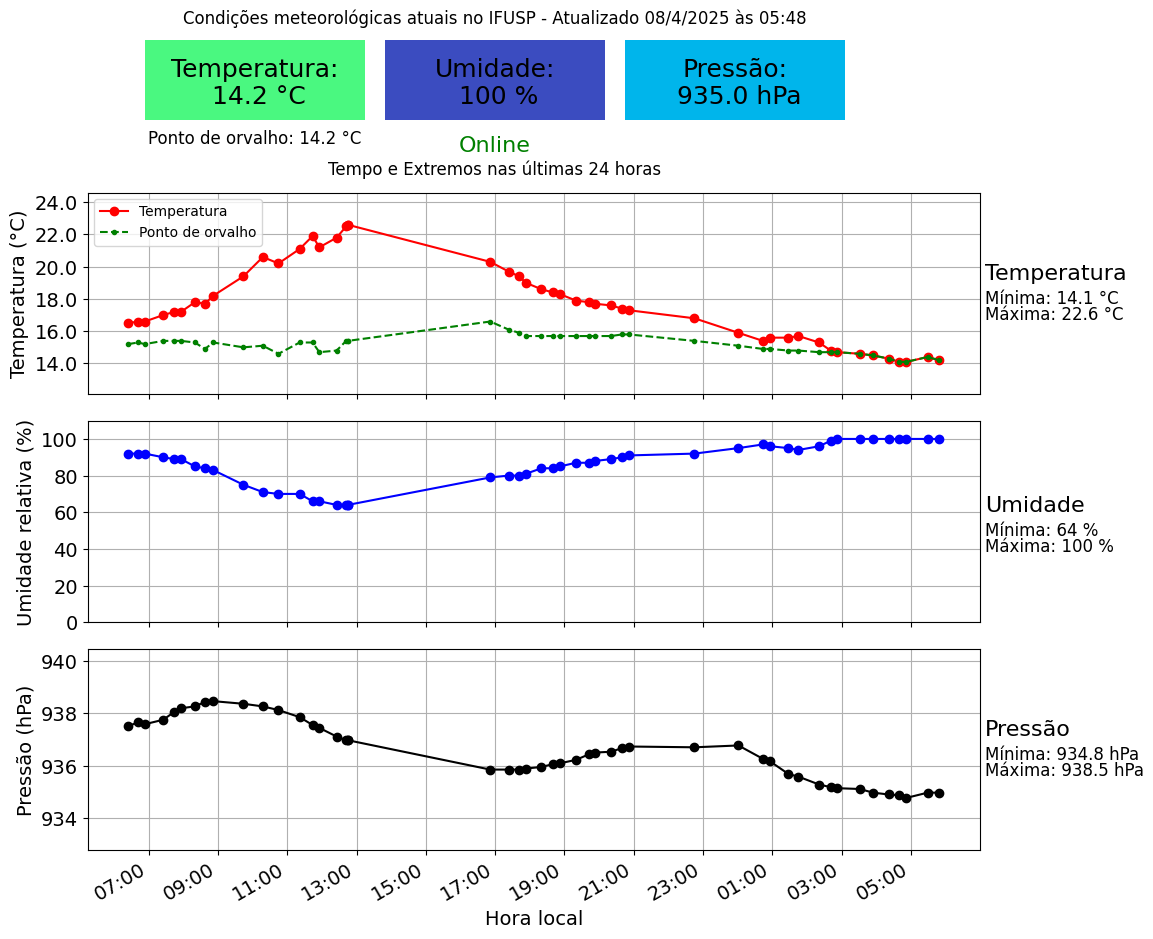 Condições meteorológicas atuais no IFUSP - Atualizado 08/4/2025 às 05:48
Temperatura:
14.2 °C
Umidade:
100 %
Pressão:
935.0 hPa
Ponto de orvalho: 14.2 °C
Online
Tempo e Extremos nas últimas 24 horas
Temperatura (°C)
24.0
22.0
20.0
18.0
16.0
14.0
Temperatura
Ponto de orvalho
Temperatura
Mínima: 14.1 °C
Máxima: 22.6 °C
Umidade relativa (%)
100
80
60
40
20
0
Umidade
Mínima: 64 %
Máxima: 100 %
Pressão (hPa)
940
938
936
934
Pressão
Mínima: 934.8 hPa
Máxima: 938.5 hPa
07:00 09:00 11:00 13:00 15:00 17:00 19:00 21:00 23:00 01:00 03:00 05:00
Hora local